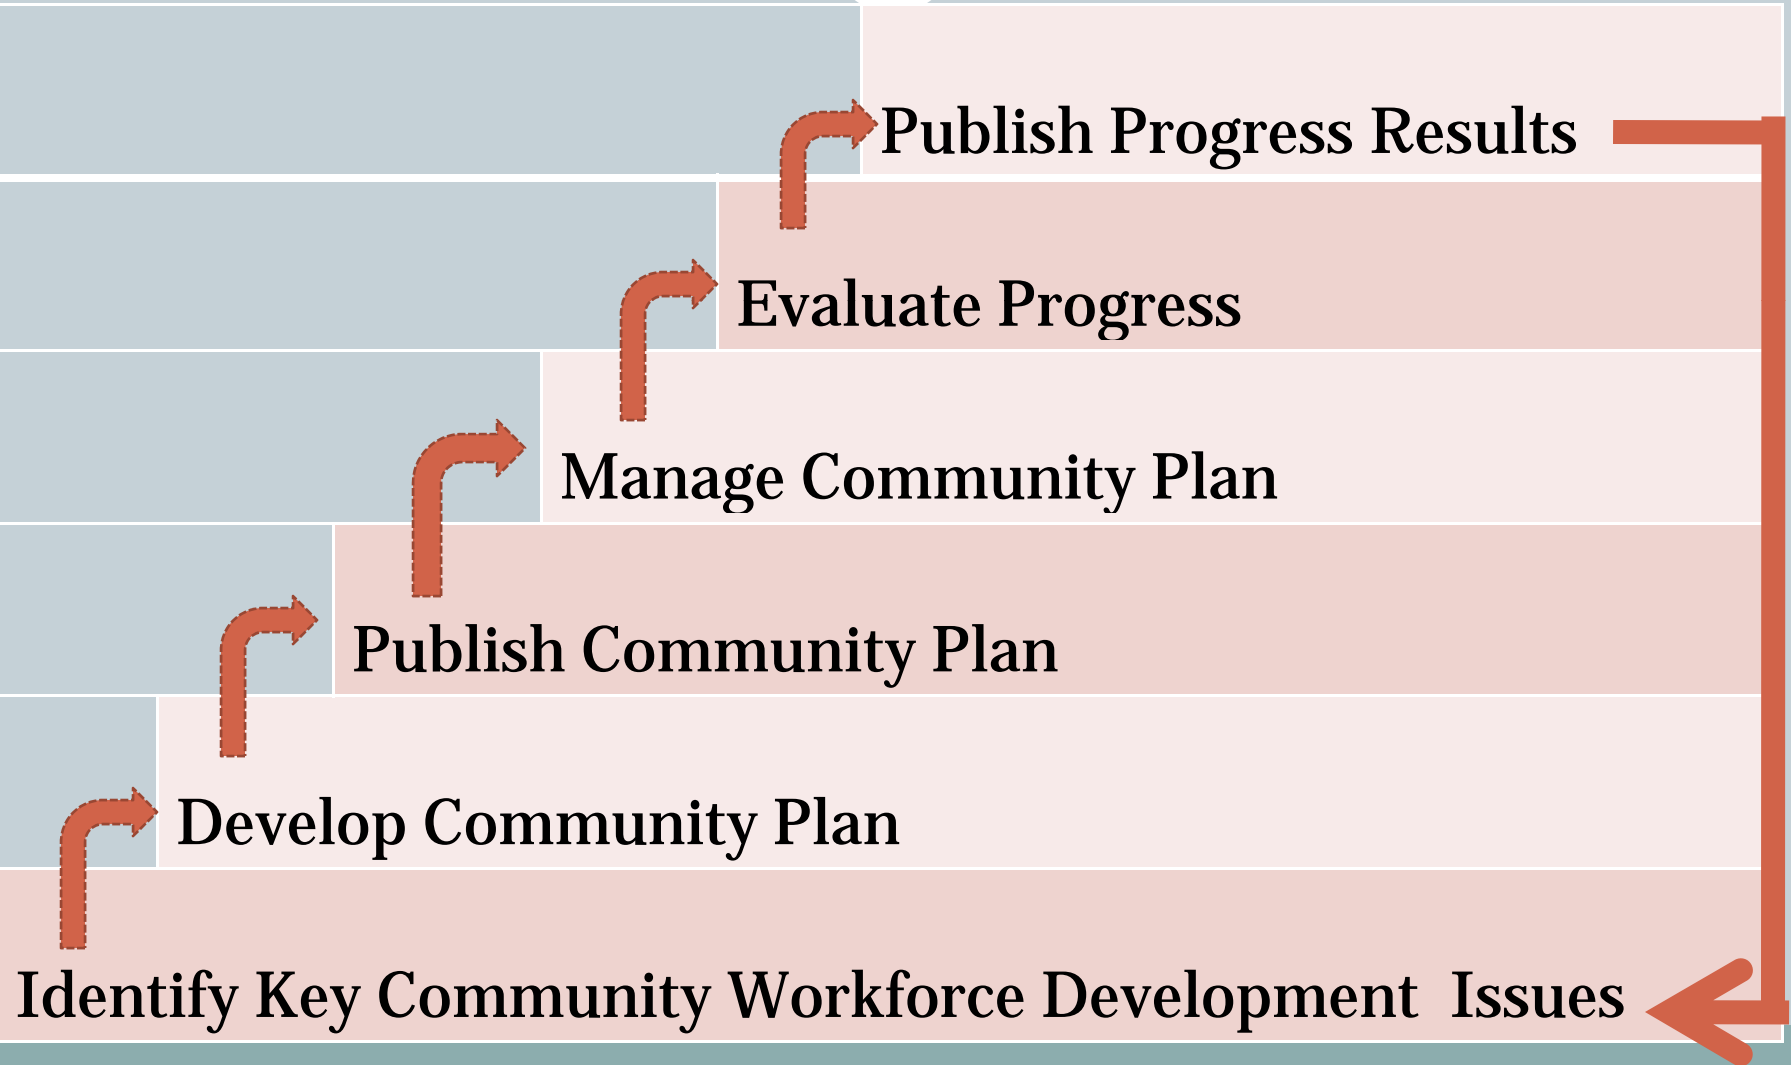 Publish Progress Results
Evaluate Progress
Manage Community Plan
Publish Community Plan
Develop Community Plan
Identify Key Community Workforce Development  Issues